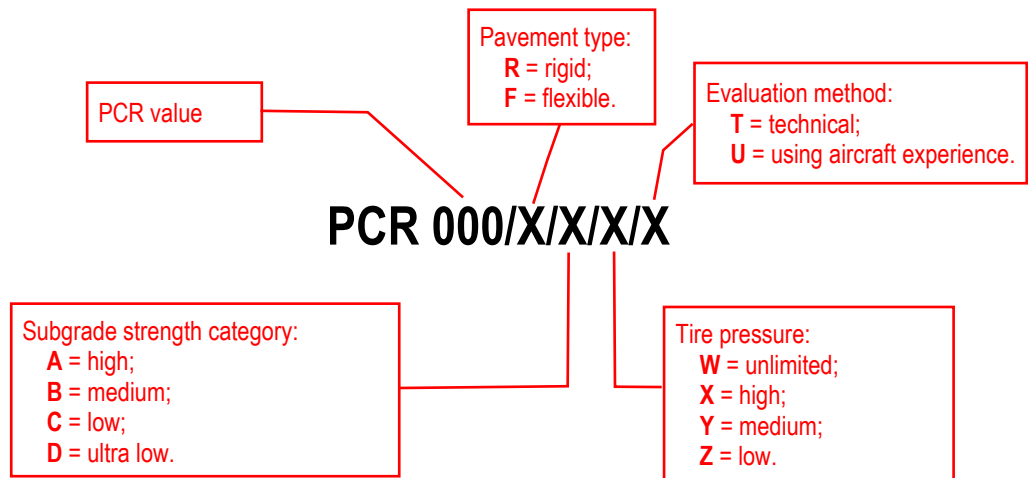 Pavement type:
R = rigid;
F = flexible.
PCR value
Evaluation method:
T = technical;
U = using aircraft experience.
PCR 000/X/X/X/X
Subgrade strength category:
A = high;
B = medium;
C = low;
D = ultra low.
Tire pressure:
W = unlimited;
X = high;
Y = medium;
Z = low.